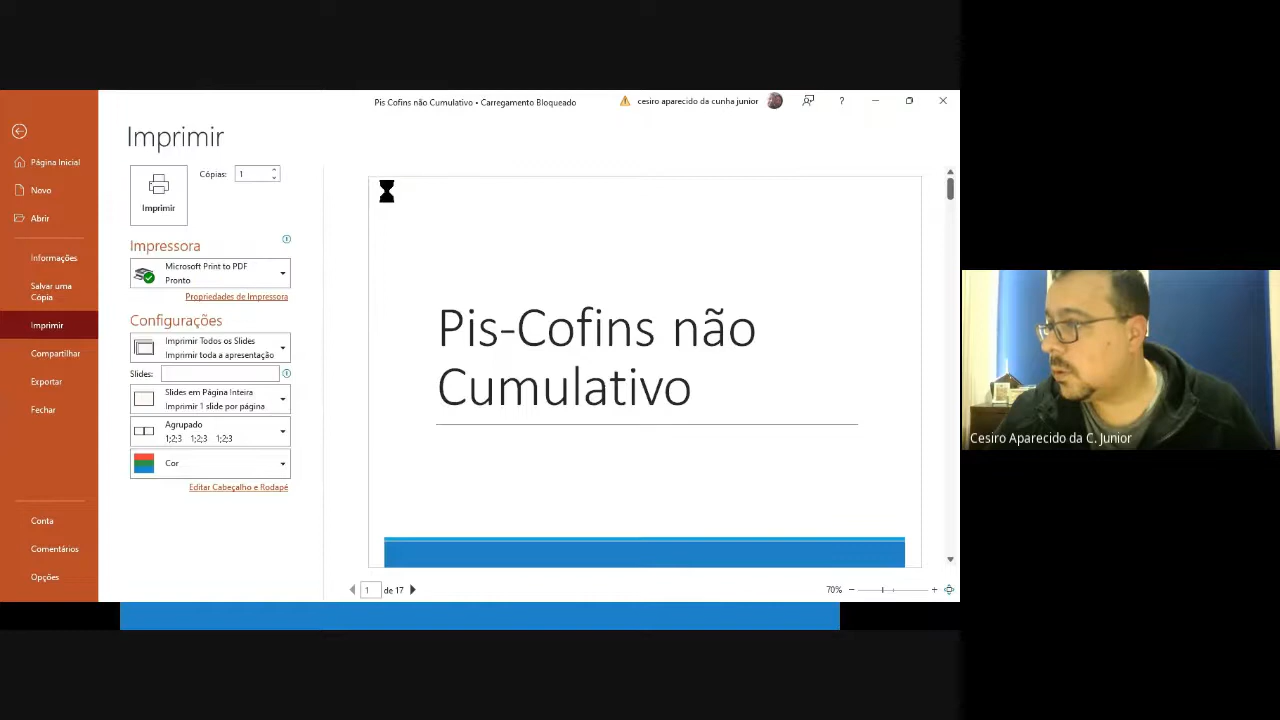 Pis Cofins não Cumulativo • Carregamento Bloqueado
cesiro aparecido da cunha junior
?
Imprimir
Página Inicial
Novo
Abrir
Informações
Salvar uma
Cópia
Imprimir
Compartilhar
Exportar
Fechar
Conta
Comentários
Opções
Imprimir
Cópias: 1
Impressora
Microsoft Print to PDF
Pronto
Propriedades de Impressora
Configurações
Imprimir Todos os Slides
Imprimir toda a apresentação
Slides:
Slides em Página Inteira
Imprimir 1 slide por página
Agrupado
1;2;3 1;2;3 1;2;3
Cor
Editar Cabeçalho e Rodapé
Pis-Cofins não
Cumulativo
1 de 17
70%
Cesiro Aparecido da C. Junior